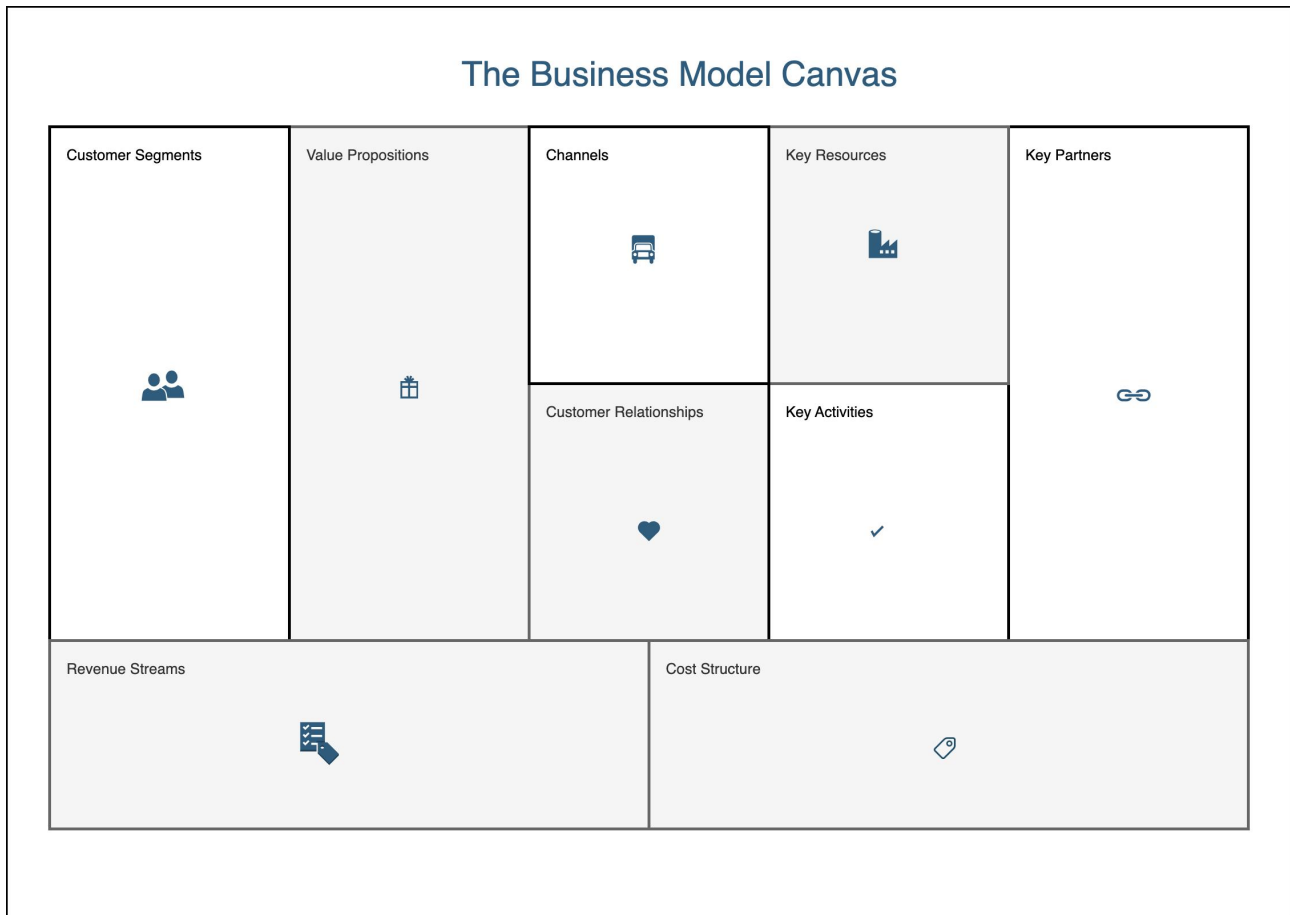 The Business Model Canvas
Customer Segments
Value Propositions
Channels
Key Resources
Key Partners
Customer Relationships
Key Activities
Revenue Streams
Cost Structure